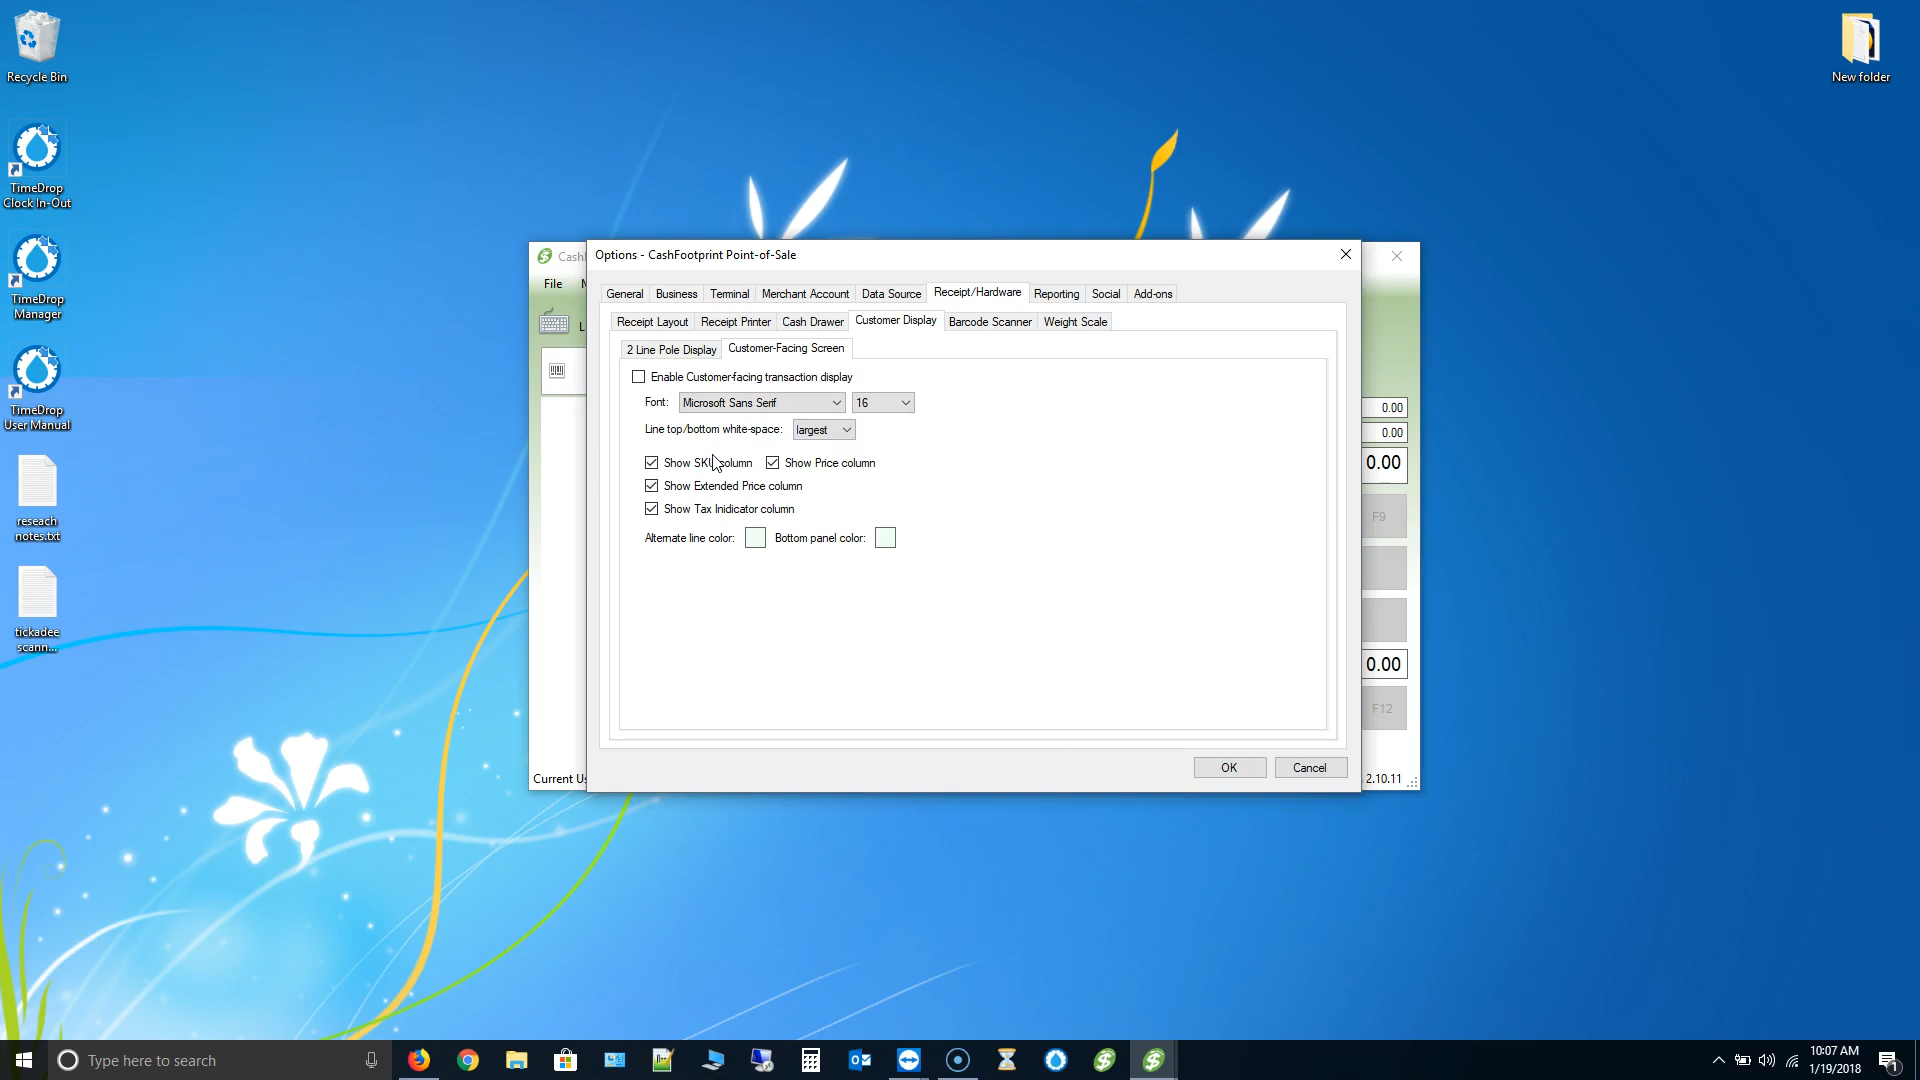 Recycle Bin
New folder
TimeDrop
Clock In-Out
TimeDrop
Manager
TimeDrop
User Manual
reseach
notes.txt
tickadee
scann...
Options - CashFootprint Point-of-Sale
File
General Business Terminal Merchant Account Data Source Receipt/Hardware Reporting Social Add-ons
Receipt Layout Receipt Printer Cash Drawer Customer Display Barcode Scanner Weight Scale
2 Line Pole Display Customer-Facing Screen
Enable Customer-facing transaction display
Font: Microsoft Sans Serif 16
Line top/bottom white-space: largest
Show SKU column Show Price column
Show Extended Price column
Show Tax Inidicator column
Alternate line color: Bottom panel color:
OK Cancel
0.00
0.00
0.00
F9
0.00
F12
Current Us
2.10.11
Type here to search
10:07 AM
1/19/2018
1